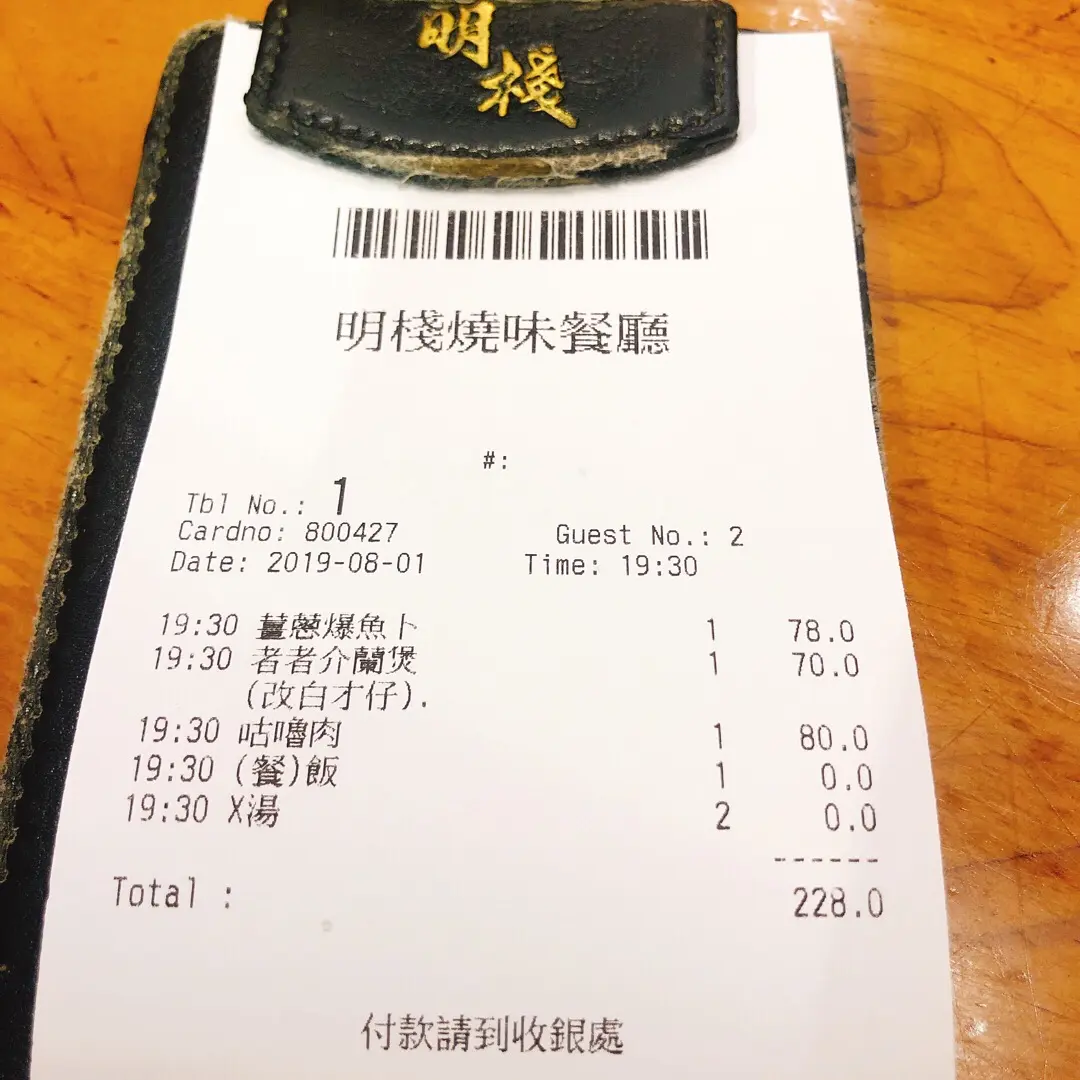 明
棧
明棧燒味餐廳
#:
Tbl No.: 1
Cardno: 800427 Guest No.: 2
Date: 2019-08-01 Time: 19:30
19:30 薑蔥爆魚卜 1 78.0
19:30 者者介蘭煲 1 70.0
(改白才仔).
19:30 咕嚕肉 1 80.0
19:30 (餐)飯 1 0.0
19:30 X湯 2 0.0
------
Total : 228.0
付款請到收銀處